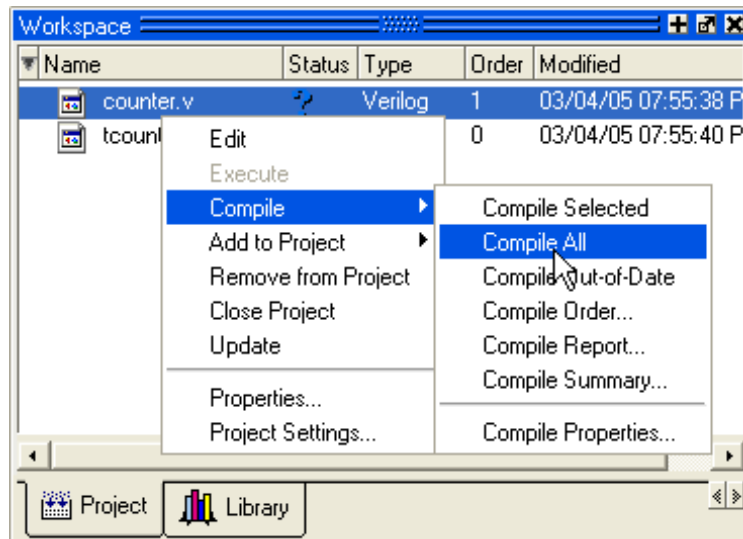 Workspace
Name Status Type Order Modified
counter.v ? Verilog 1 03/04/05 07:55:38 P
0 03/04/05 07:55:40 P
Edit
Execute
Compile
Add to Project
Remove from Project
Close Project
Update
Properties...
Project Settings...
Compile Selected
Compile All
Compile Out-of-Date
Compile Order...
Compile Report...
Compile Summary...
Compile Properties...
Project Library